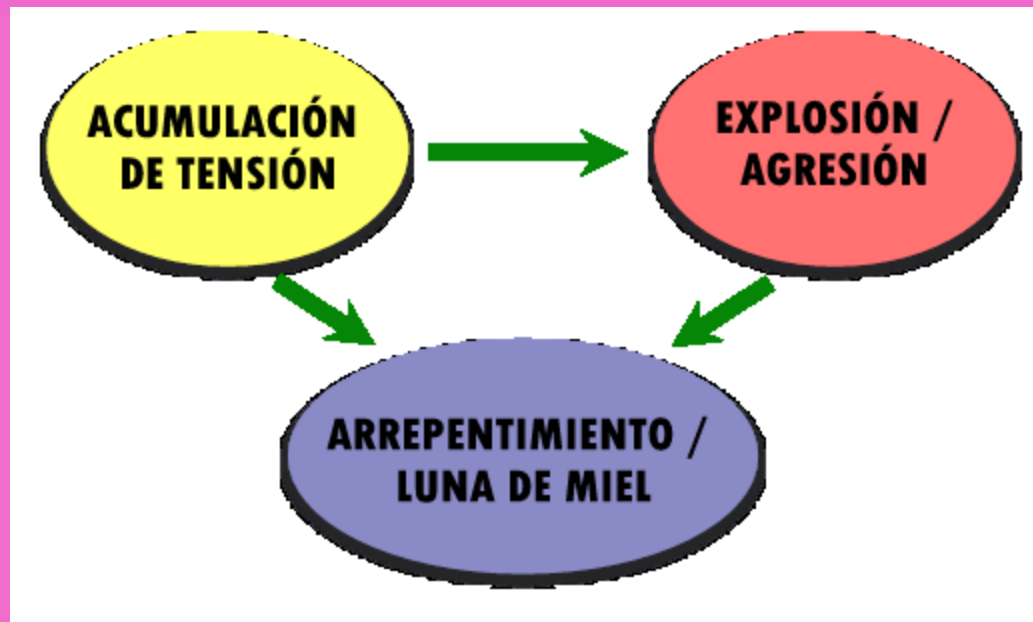 ACUMULACIÓN
DE TENSIÓN
EXPLOSIÓN /
AGRESIÓN
ARREPENTIMIENTO /
LUNA DE MIEL